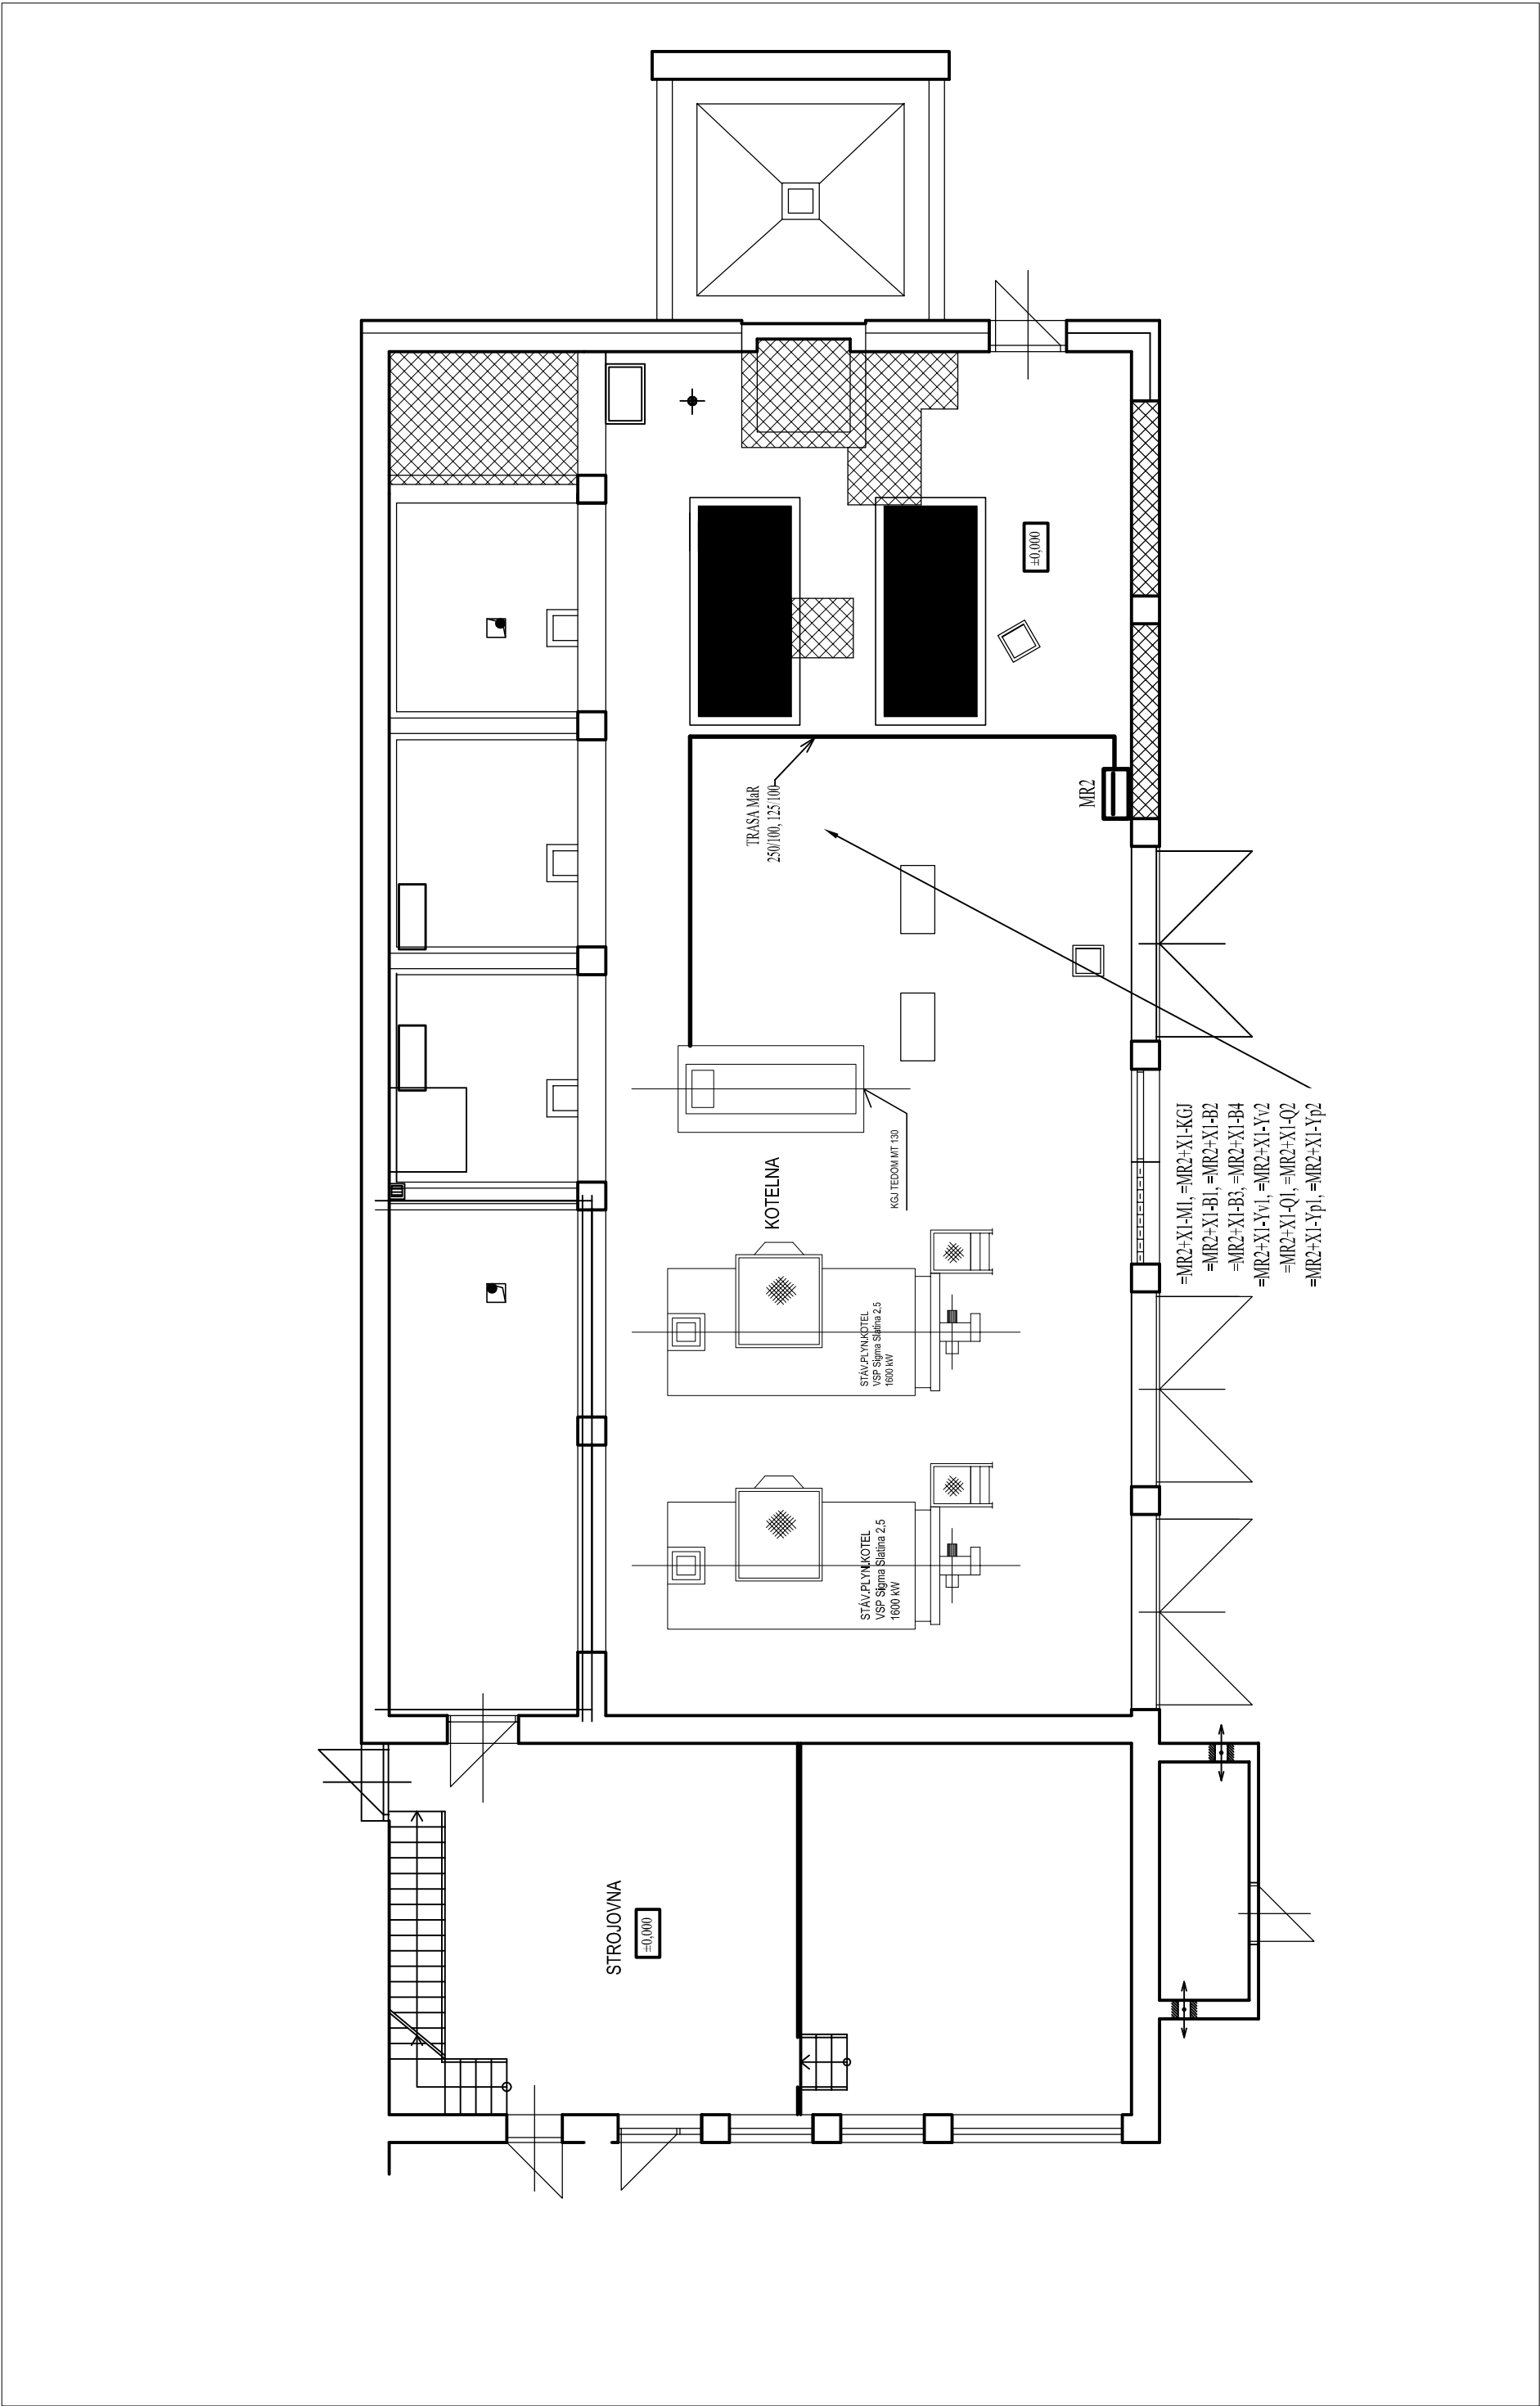 ±0,000
TRASA MaR
250/100, 125/100
MR2
KGJ TEDOM MT 130
KOTELNA
=MR2+X1-M1, =MR2+X1-KGJ
=MR2+X1-B1, =MR2+X1-B2
=MR2+X1-B3, =MR2+X1-B4
=MR2+X1-Yv1, =MR2+X1-Yv2
=MR2+X1-Q1, =MR2+X1-Q2
=MR2+X1-Yp1, =MR2+X1-Yp2
STÁV.PLYN.KOTEL
VSP Sigma Slatina 2,5
1600 kW
STÁV.PLYN.KOTEL
VSP Sigma Slatina 2,5
1600 kW
STROJOVNA
±0,000